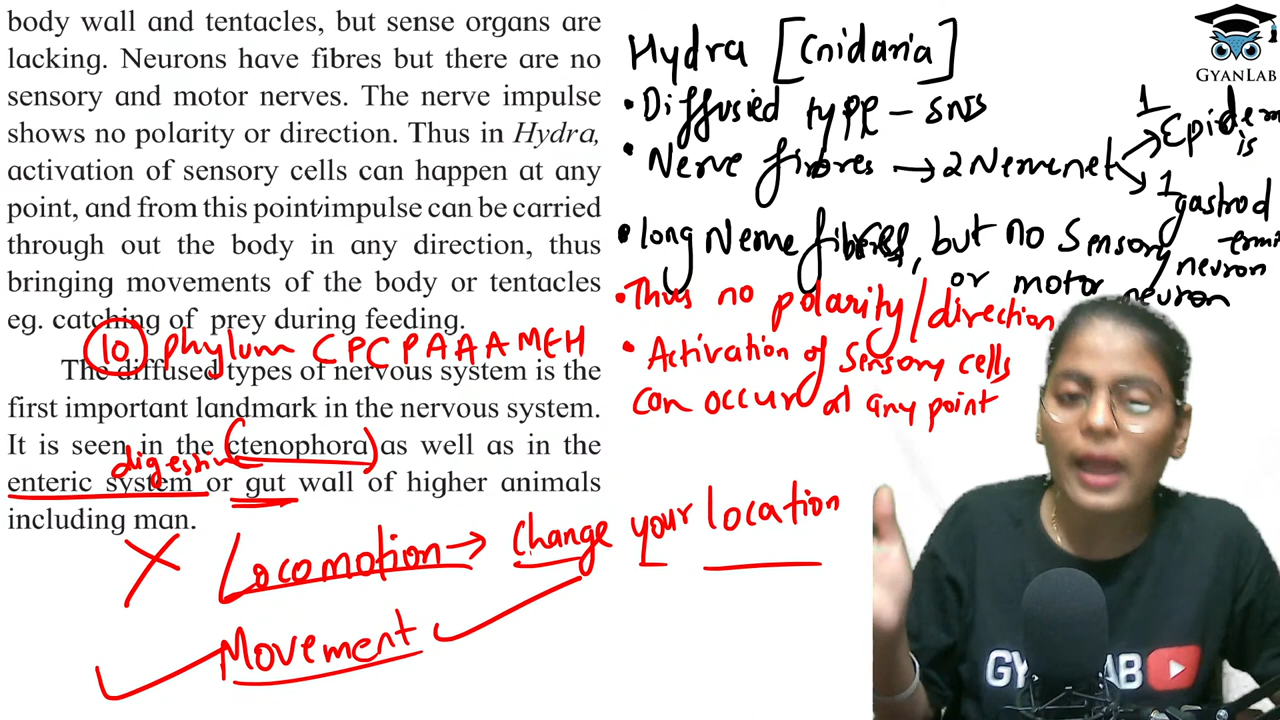 body wall and tentacles, but sense organs are
lacking. Neurons have fibres but there are no
sensory and motor nerves. The nerve impulse
shows no polarity or direction. Thus in Hydra,
activation of sensory cells can happen at any
point, and from this point impulse can be carried
through out the body in any direction, thus
bringing movements of the body or tentacles
eg. catching of prey during feeding.
10 phylum C P C P A A A M E H
The diffused types of nervous system is the
first important landmark in the nervous system.
It is seen in the ctenophora as well as in the
digestive
enteric system or gut wall of higher animals
including man.
Locomotion → change your location
Movement
Hydra [Cnidaria]
• Diffused type - SNS
• Nerve fibres → 2 Nerve net
1 Epiderm
is
1 gastrod
-ermi
• long Nerve fibres, but no Sensory
neuron
or motor neuron
• Thus no polarity/direction
• Activation of sensory cells
can occur at any point
GYANLAB
GY AB